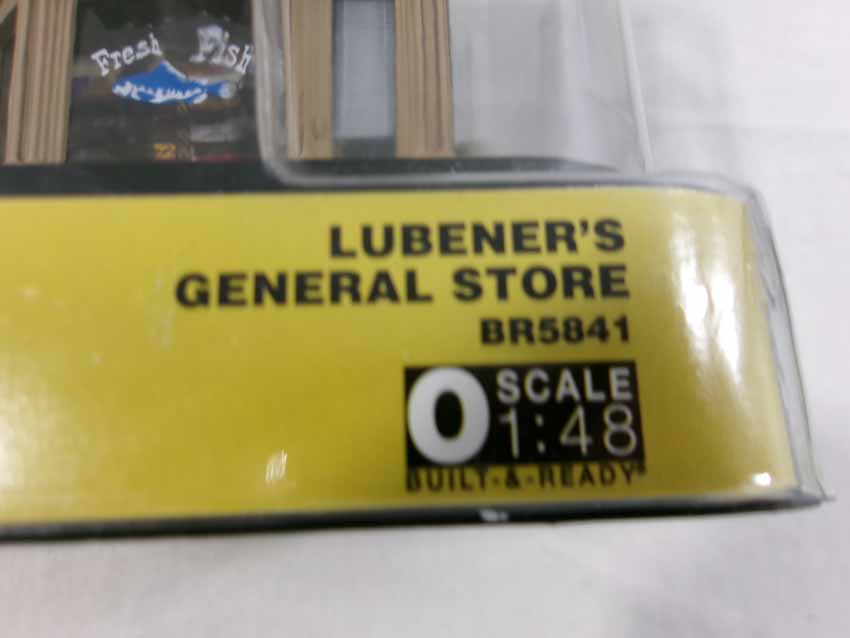 Fresh Fish
LUBENER'S
GENERAL STORE
BR5841
O SCALE
1:48
BUILT-&-READY®